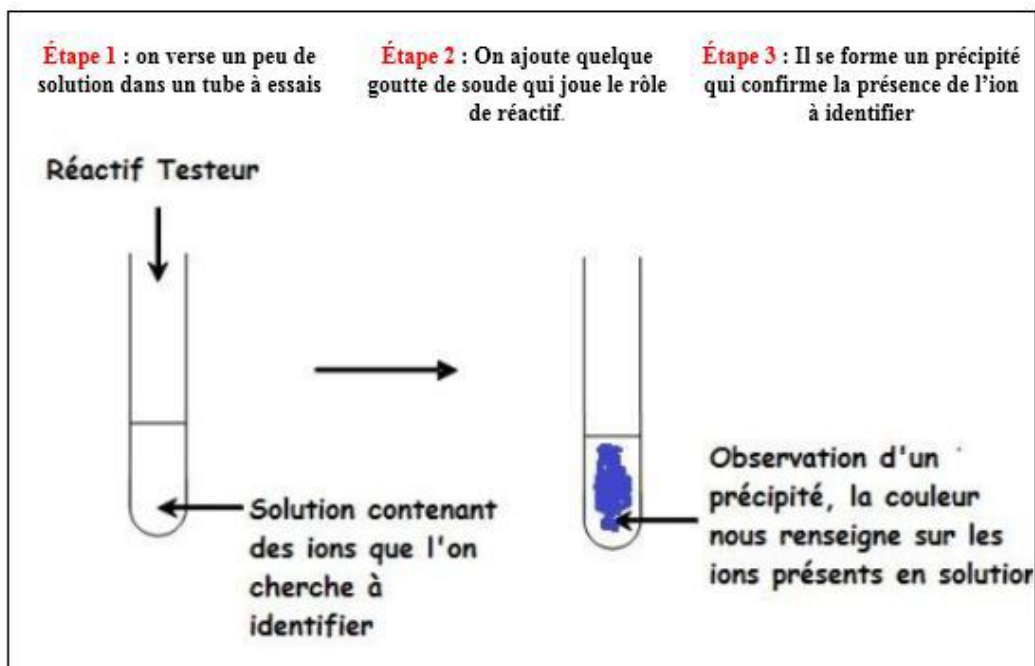 Étape 1 : on verse un peu de
solution dans un tube à essais
Étape 2 : On ajoute quelque
goutte de soude qui joue le rôle
de réactif.
Étape 3 : Il se forme un précipité
qui confirme la présence de l'ion
à identifier
Réactif Testeur
Solution contenant
des ions que l'on
cherche à
identifier
Observation d'un
précipité, la couleur
nous renseigne sur les
ions présents en solution